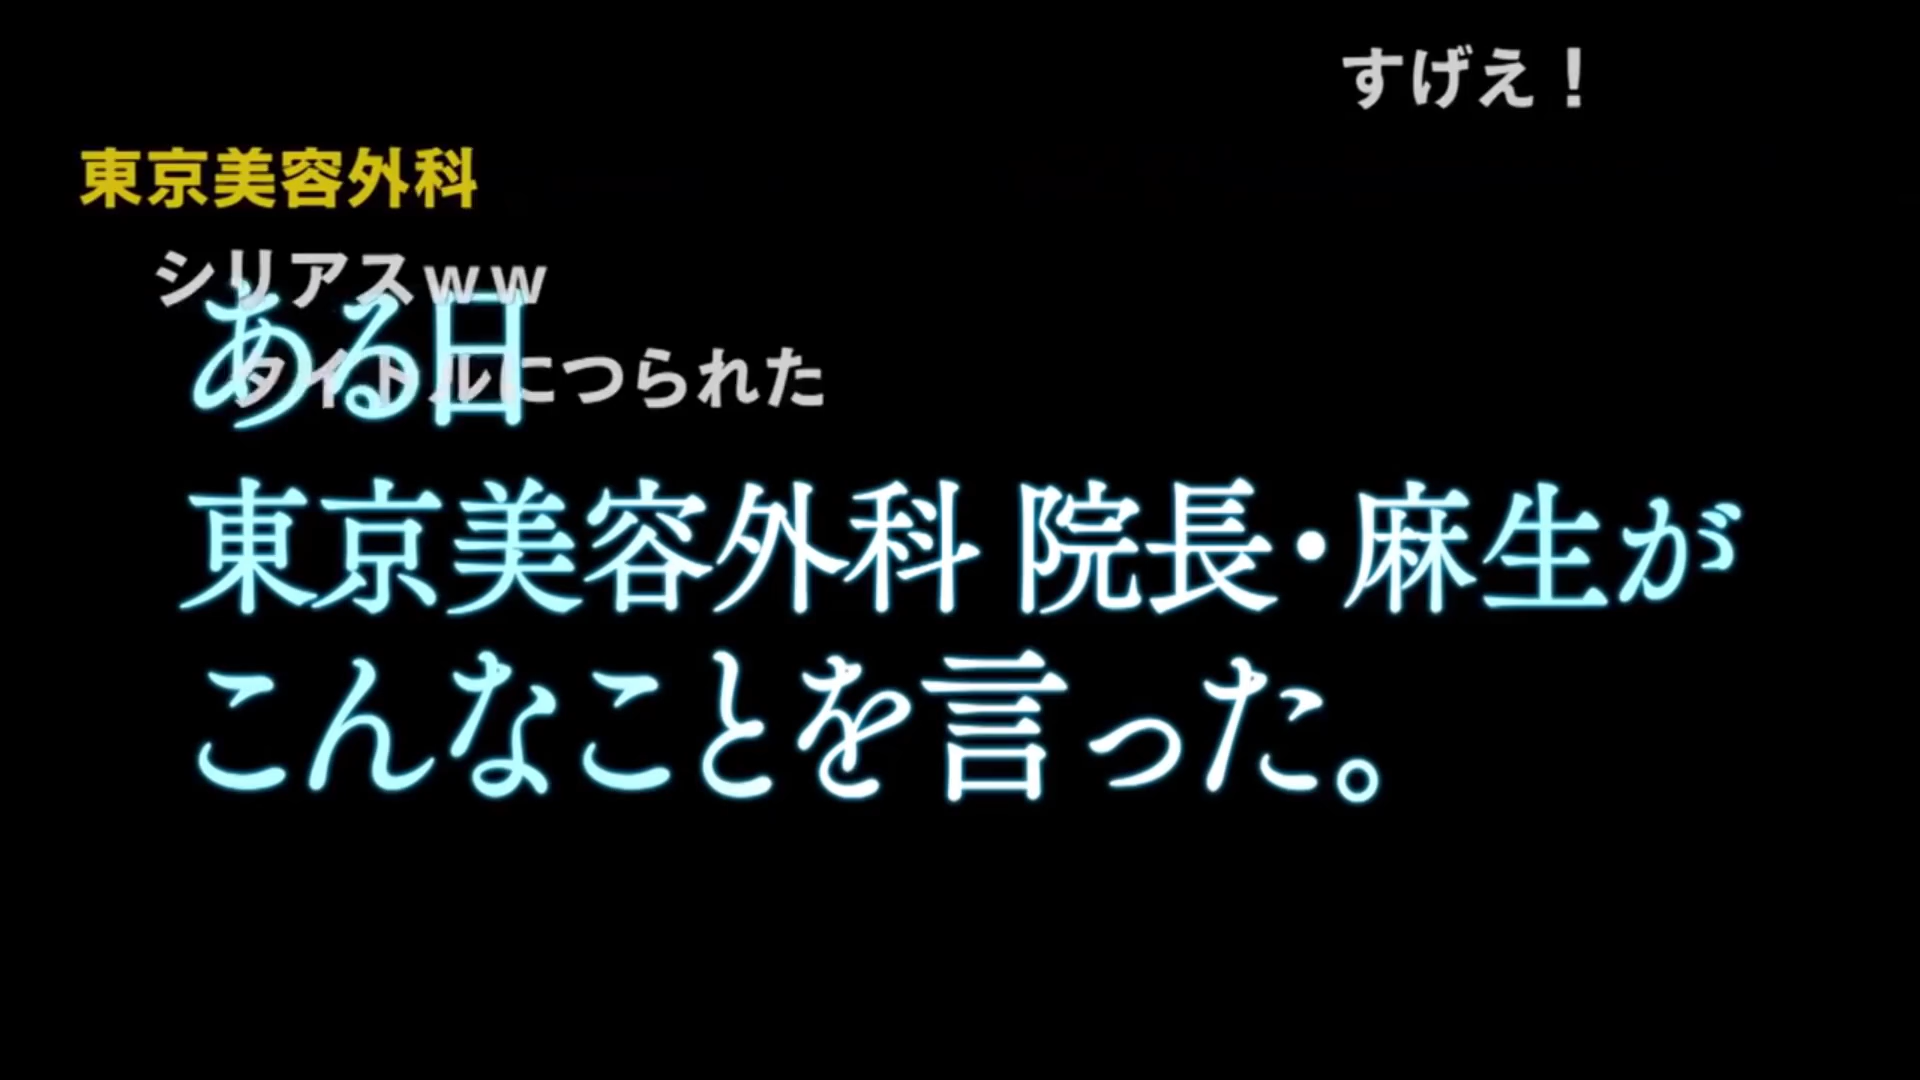 すげえ！
東京美容外科
シリアスｗｗ
ある日
タイトルにつられた
東京美容外科 院長・麻生が
こんなことを言った。